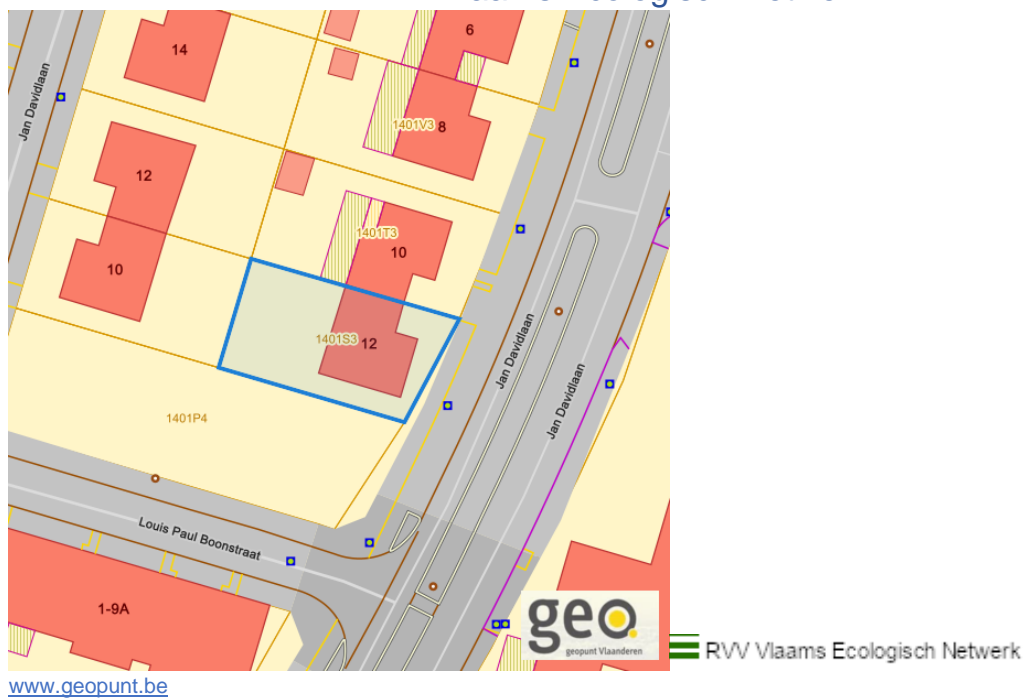 14
6
Jan Davidlaan
1401V3
8
12
1401T3
10
10
1401S3 12
Jan Davidlaan
Jan Davidlaan
1401P4
Louis Paul Boonstraat
1-9A
geo
geopunt Vlaanderen
RVV Vlaams Ecologisch Netwerk
www.geopunt.be